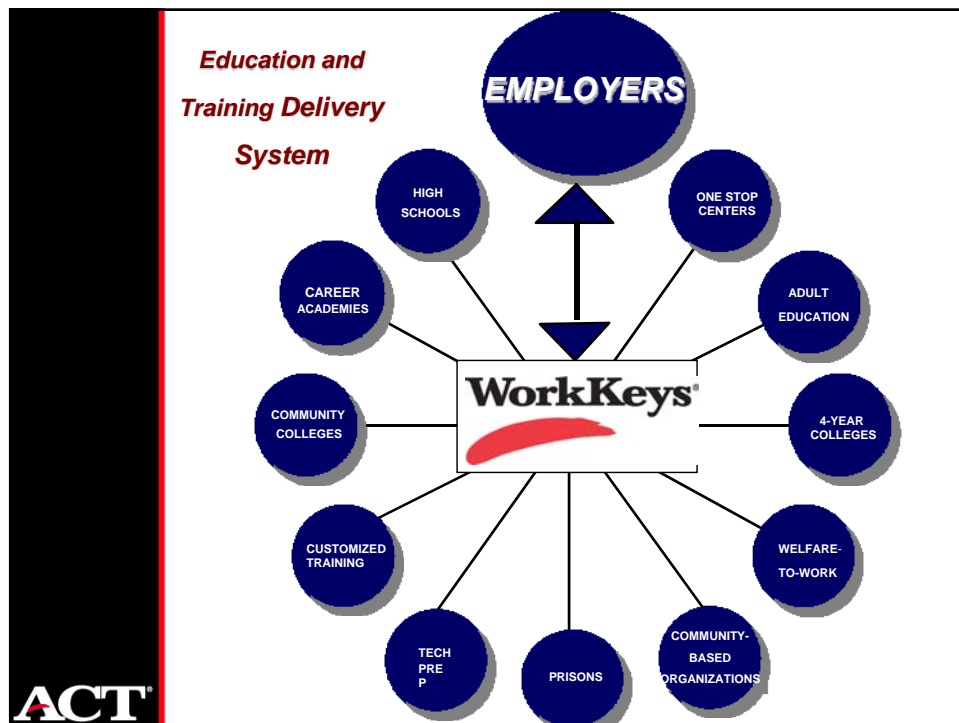 Education and
Training Delivery
System
EMPLOYERS
HIGH
SCHOOLS
ONE STOP
CENTERS
CAREER
ACADEMIES
ADULT
EDUCATION
WorkKeys®
COMMUNITY
COLLEGES
4-YEAR
COLLEGES
CUSTOMIZED
TRAINING
WELFARE-
TO-WORK
TECH
PRE
P
PRISONS
COMMUNITY-
BASED
ORGANIZATIONS
ACT®